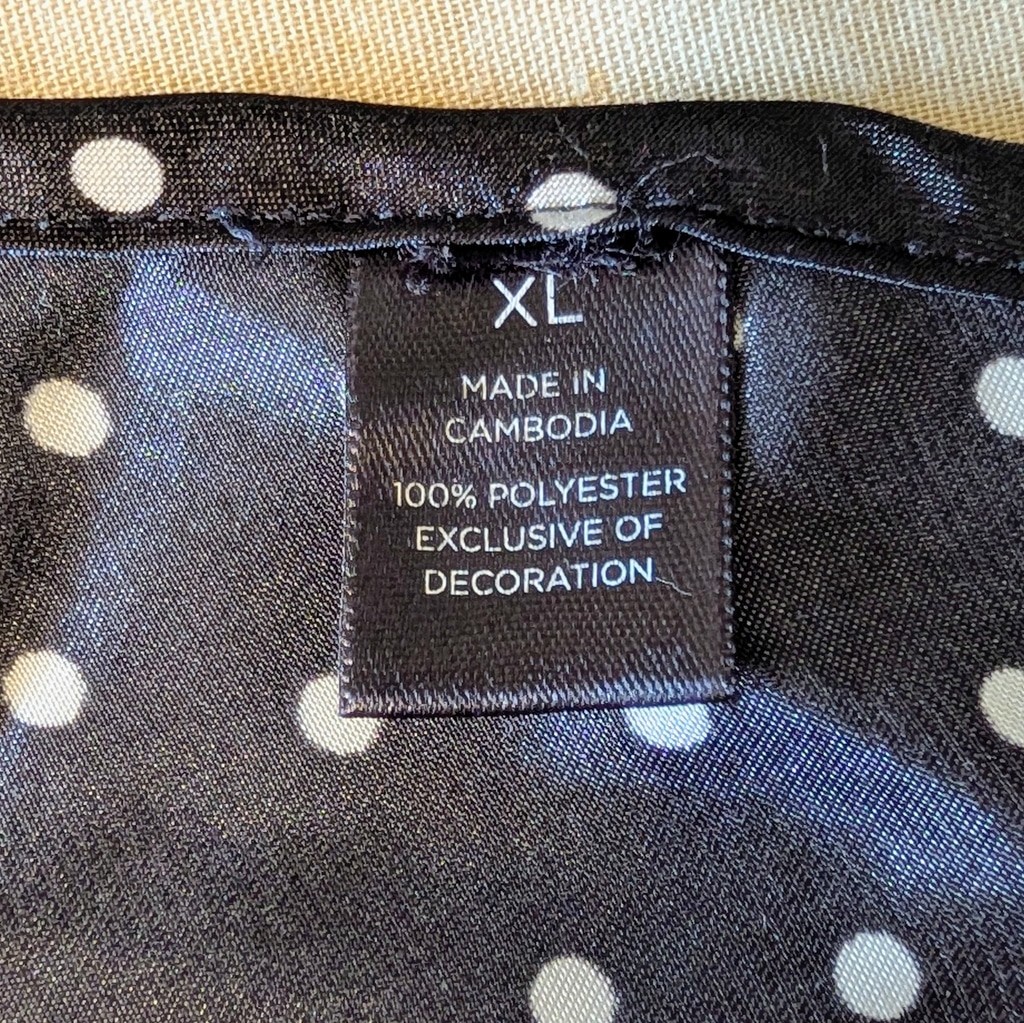 XL
MADE IN
CAMBODIA
100% POLYESTER
EXCLUSIVE OF
DECORATION